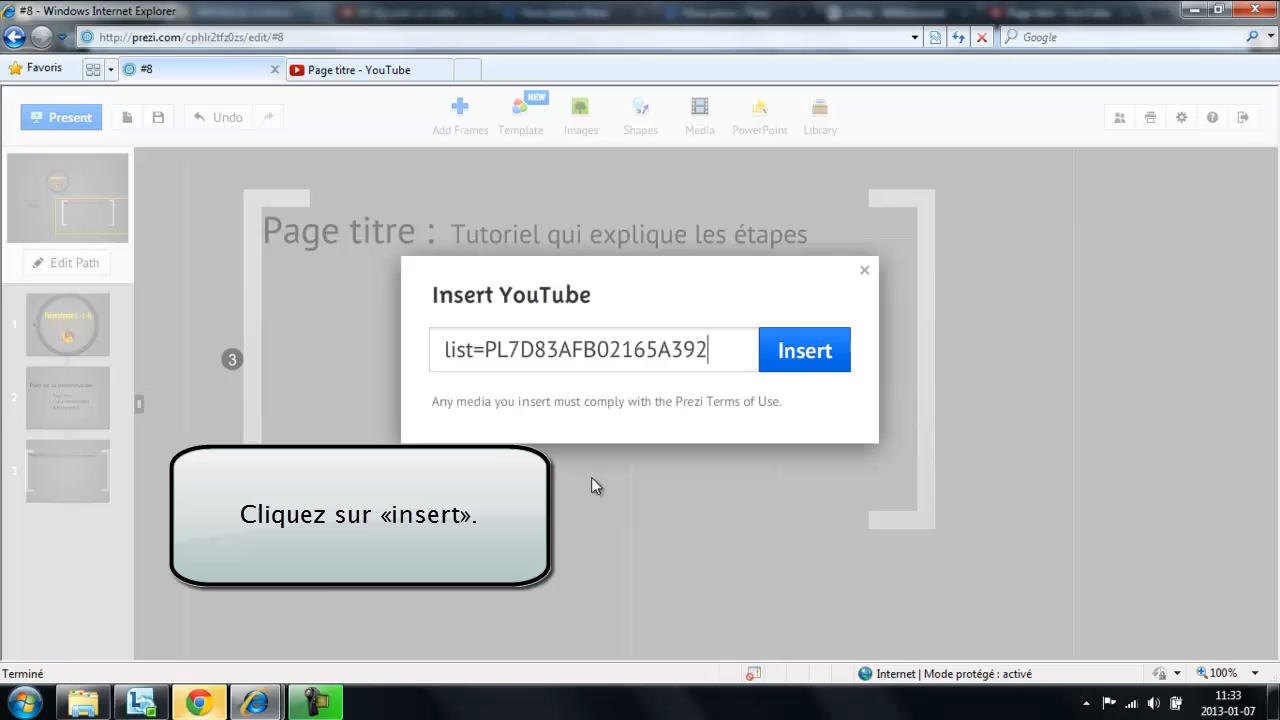 #8 - Windows Internet Explorer
http://prezi.com/cphlr2tfz0zs/edit/#8
Google
Favoris
#8
Page titre - YouTube
Present
Undo
NEW
Add Frames
Template
Images
Shapes
Media
PowerPoint
Library
Page titre : Tutoriel qui explique les étapes
Edit Path
Insert YouTube
list=PL7D83AFB02165A392
Insert
Any media you insert must comply with the Prezi Terms of Use.
1
2
3
3
Cliquez sur «insert».
Terminé
Internet | Mode protégé : activé
100%
11:33
2013-01-07